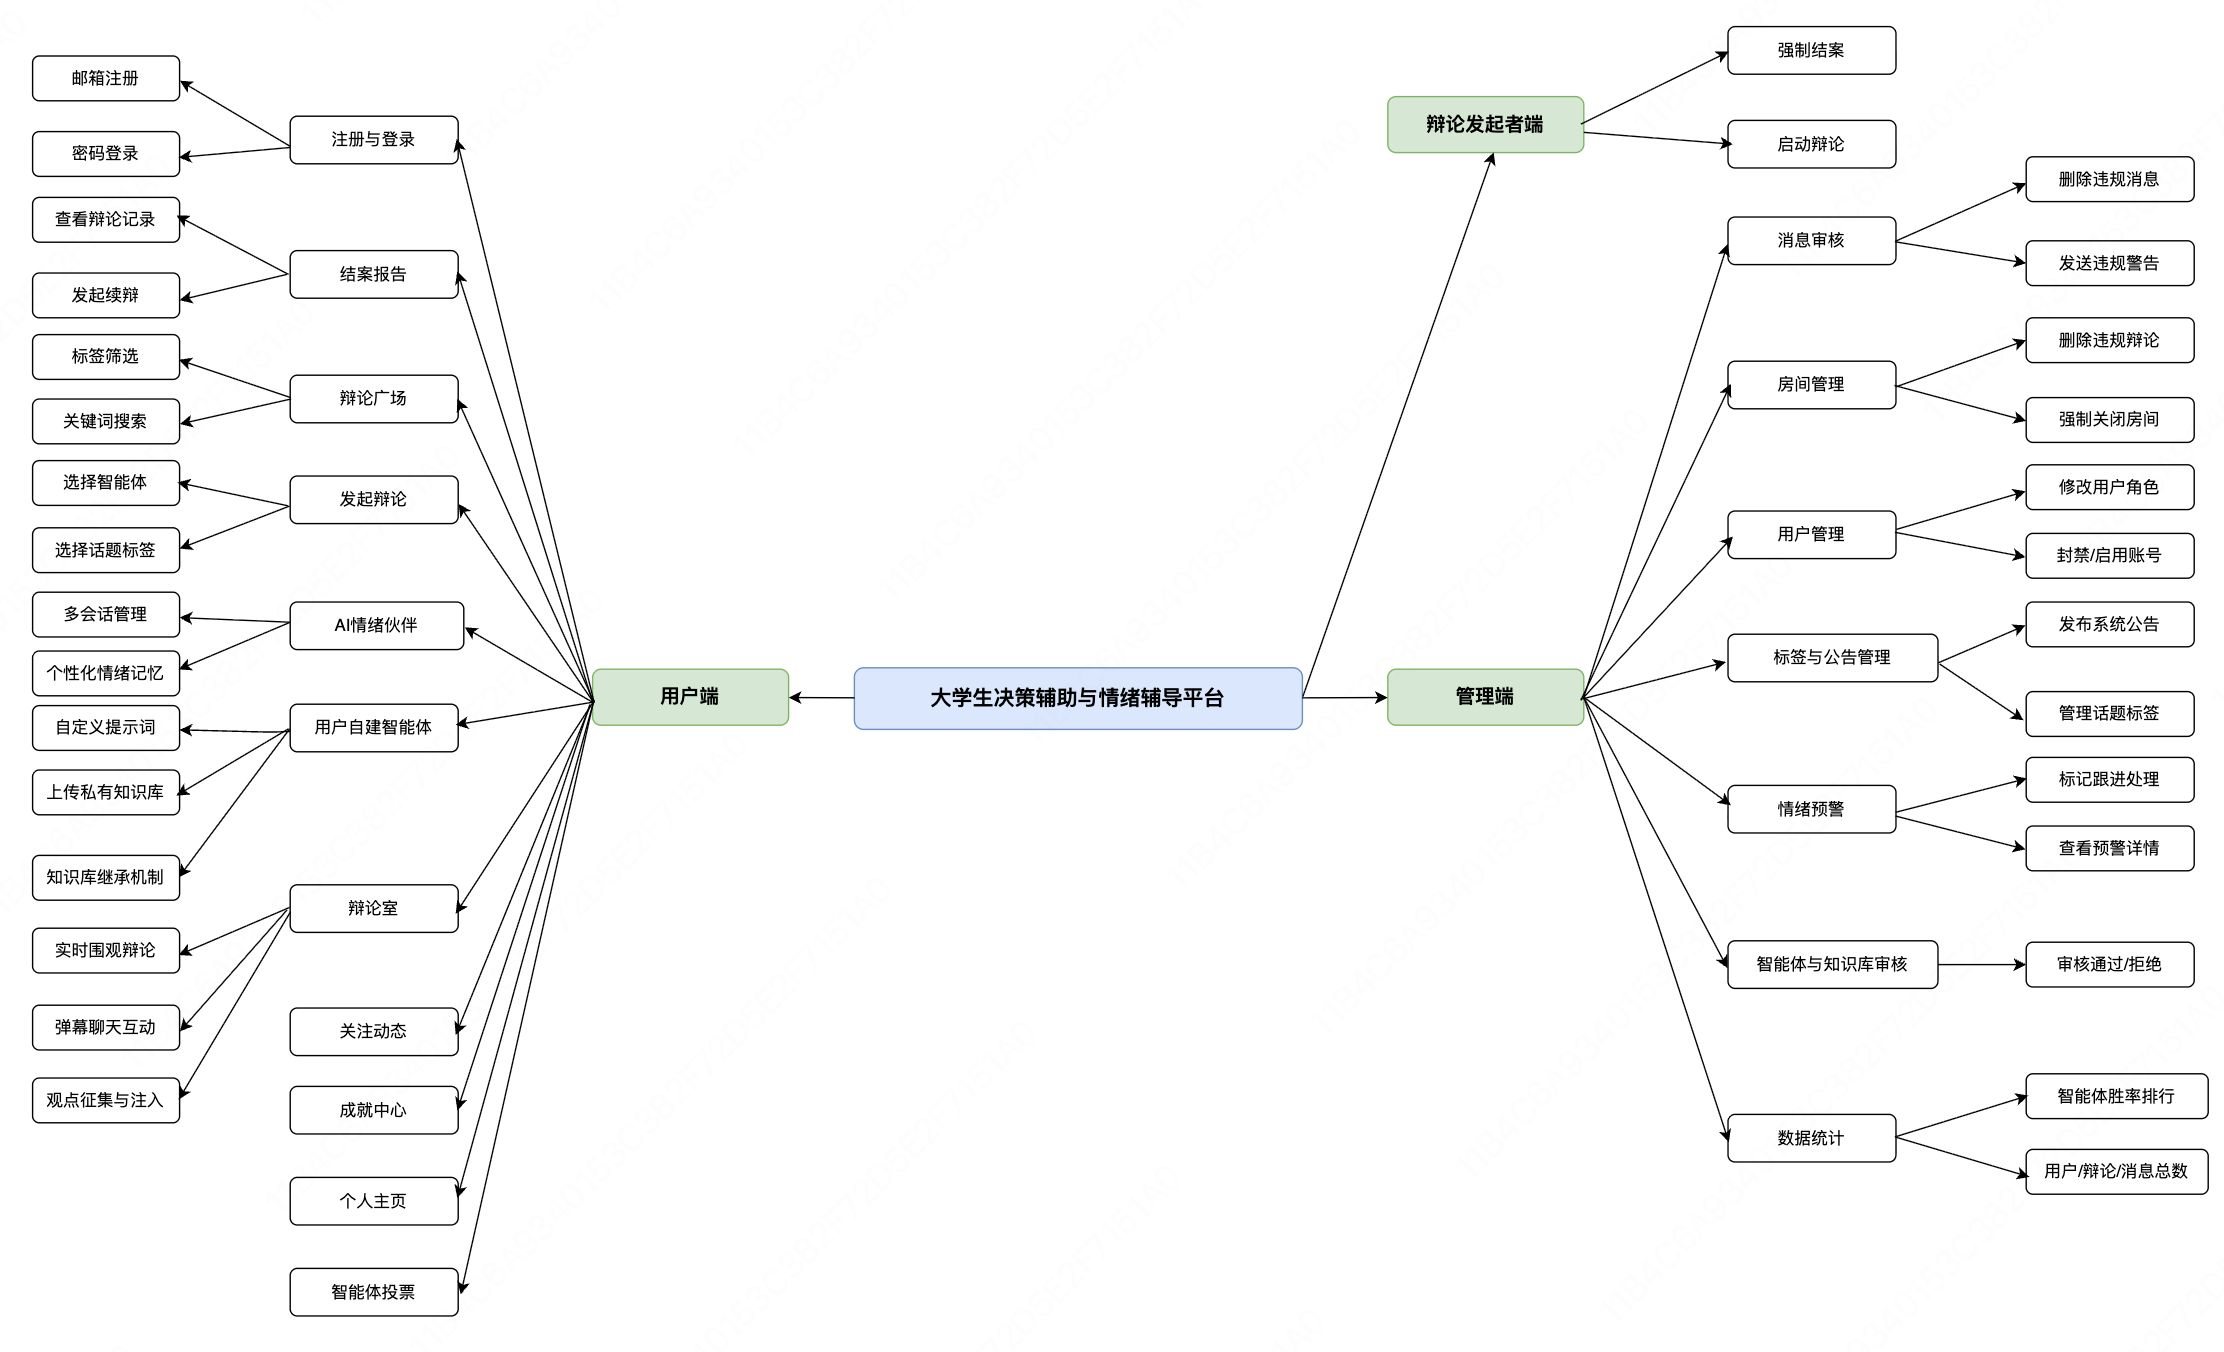 邮箱注册
密码登录
注册与登录
查看辩论记录
发起续辩
结案报告
标签筛选
关键词搜索
辩论广场
选择智能体
选择话题标签
发起辩论
多会话管理
个性化情绪记忆
AI情绪伙伴
自定义提示词
上传私有知识库
知识库继承机制
用户自建智能体
实时围观辩论
弹幕聊天互动
观点征集与注入
辩论室
关注动态
成就中心
个人主页
智能体投票
用户端
大学生决策辅助与情绪辅导平台
辩论发起者端
强制结案
启动辩论
管理端
消息审核
删除违规消息
发送违规警告
房间管理
删除违规辩论
强制关闭房间
用户管理
修改用户角色
封禁/启用账号
标签与公告管理
发布系统公告
管理话题标签
情绪预警
标记跟进处理
查看预警详情
智能体与知识库审核
审核通过/拒绝
数据统计
智能体胜率排行
用户/辩论/消息总数